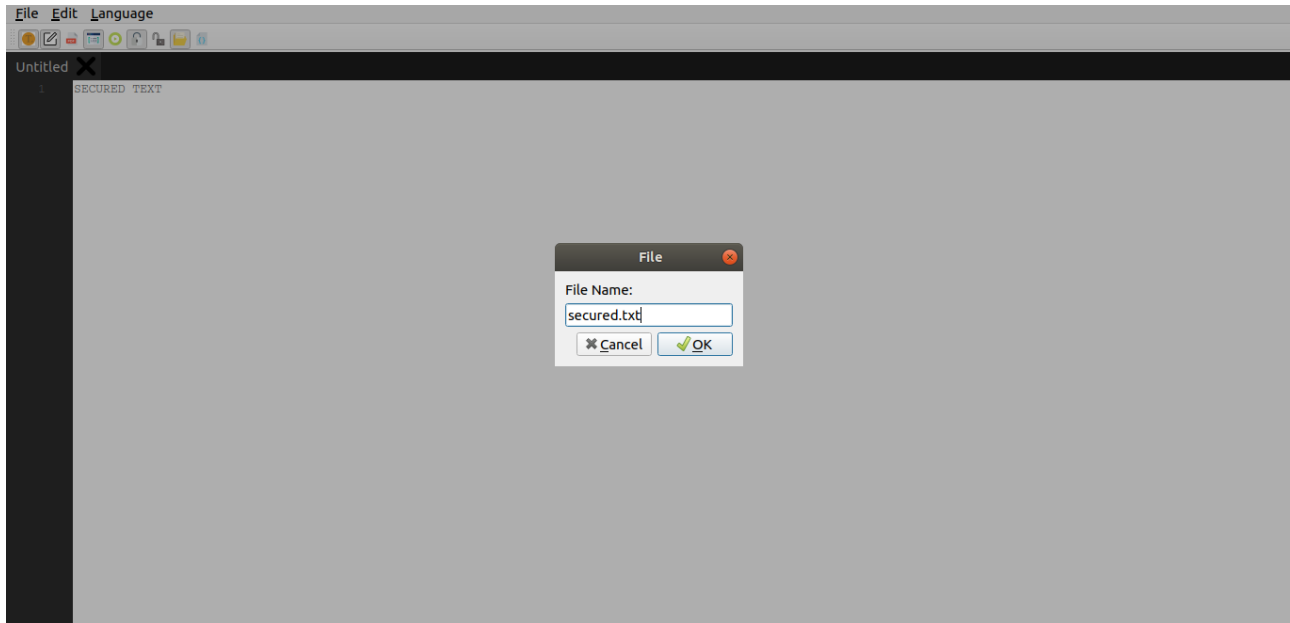 File Edit Language
Untitled
1 SECURED TEXT
File
File Name:
secured.txt
Cancel OK